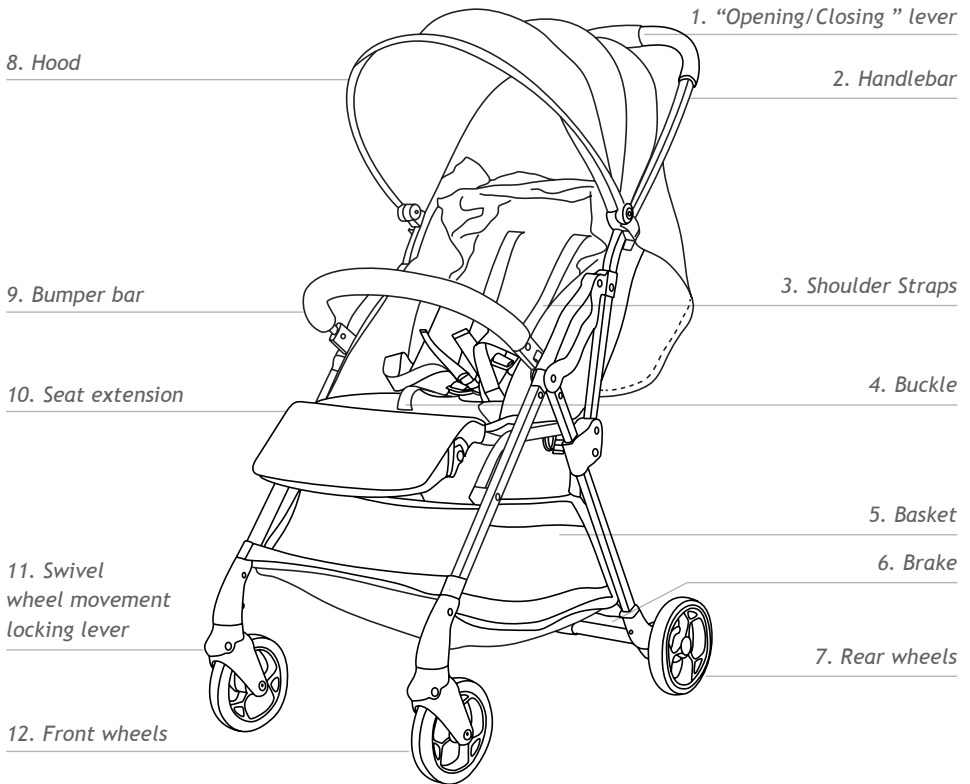 1. “Opening/Closing ” lever
2. Handlebar
3. Shoulder Straps
4. Buckle
5. Basket
6. Brake
7. Rear wheels
8. Hood
9. Bumper bar
10. Seat extension
11. Swivel
wheel movement
locking lever
12. Front wheels